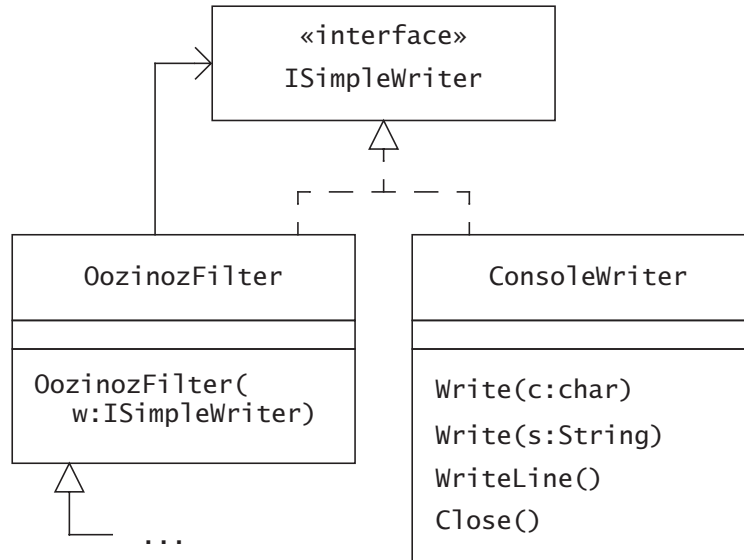 «interface»
ISimpleWriter
OozinozFilter
OozinozFilter(
w:ISimpleWriter)
...
ConsoleWriter
Write(c:char)
Write(s:String)
WriteLine()
Close()